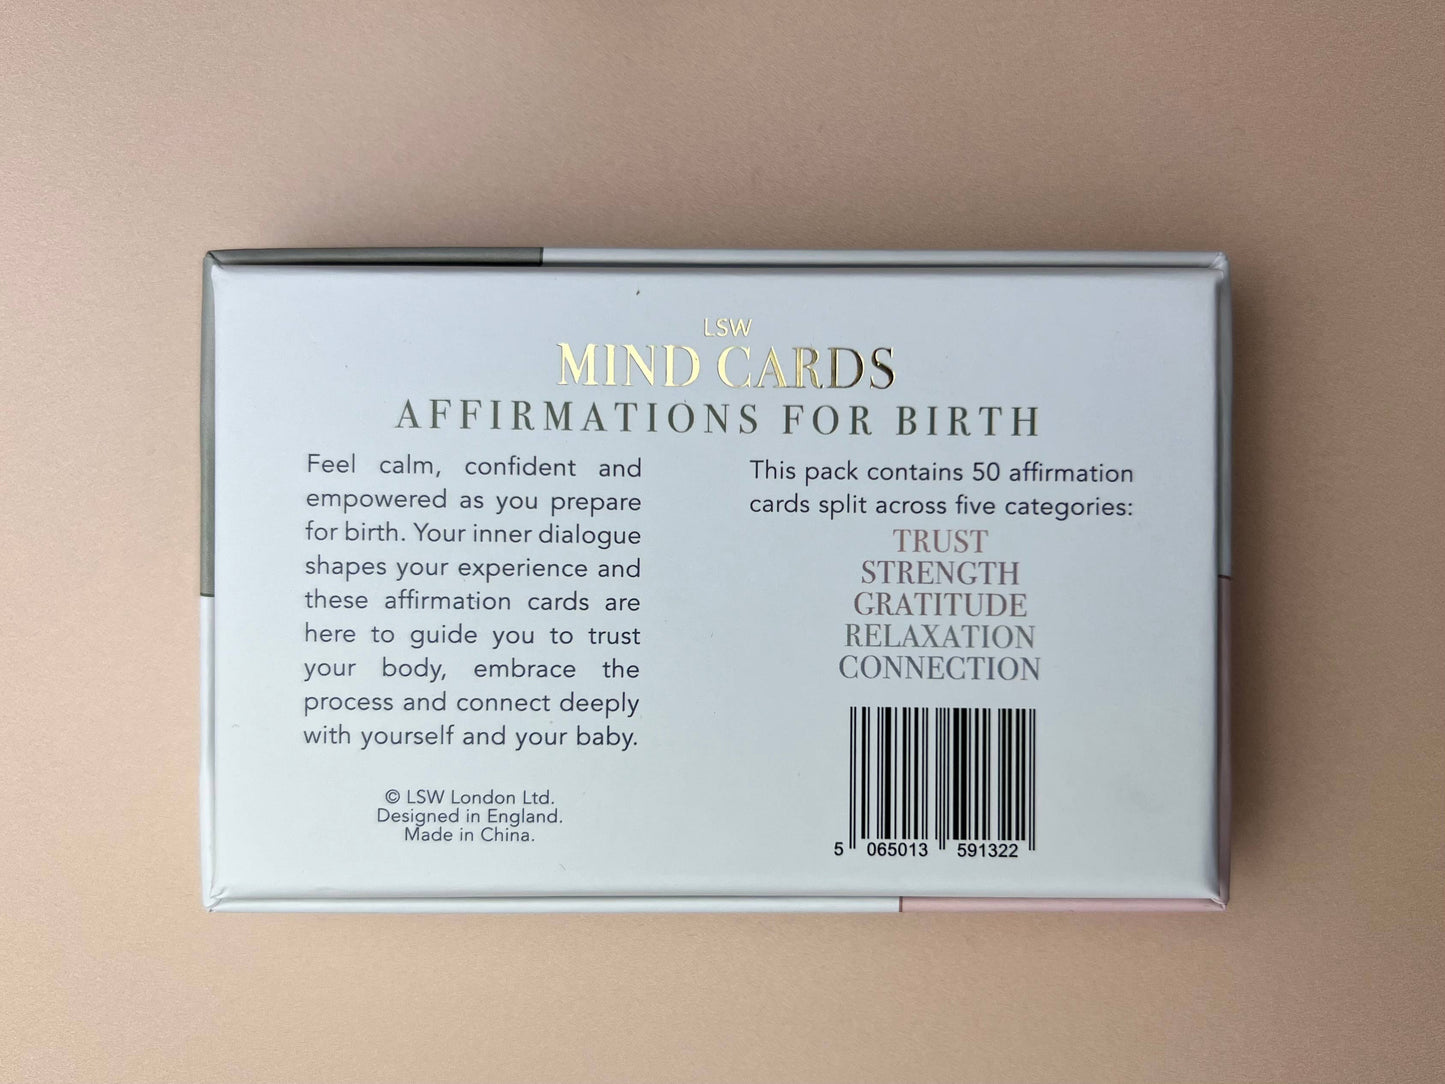 LSW
MIND CARDS
AFFIRMATIONS FOR BIRTH
Feel calm, confident and
empowered as you prepare
for birth. Your inner dialogue
shapes your experience and
these affirmation cards are
here to guide you to trust
your body, embrace the
process and connect deeply
with yourself and your baby.
© LSW London Ltd.
Designed in England.
Made in China.
This pack contains 50 affirmation
cards split across five categories:
TRUST
STRENGTH
GRATITUDE
RELAXATION
CONNECTION
5 065013 591322